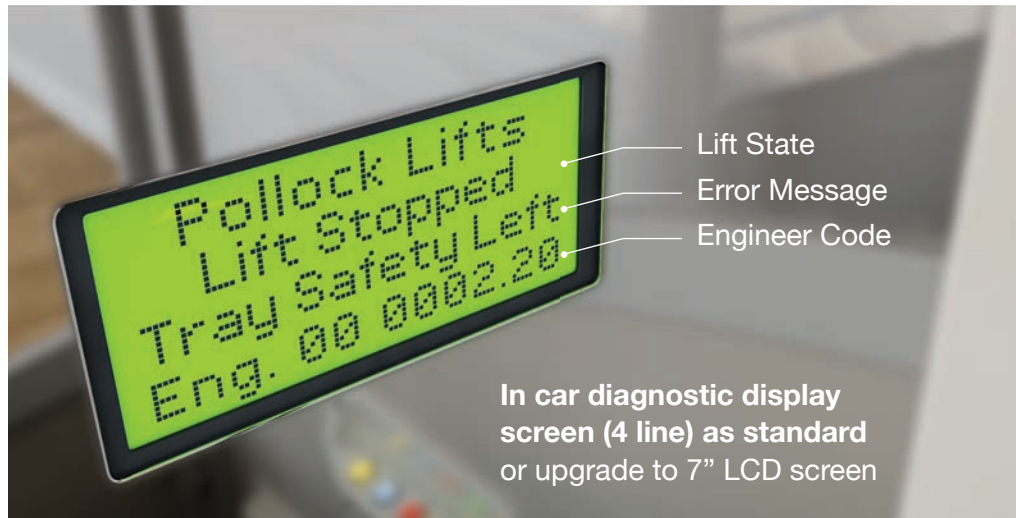 Pollock Lifts
Lift Stopped
Tray Safety Left
Eng. 00 0002.20
Lift State
Error Message
Engineer Code
In car diagnostic display
screen (4 line) as standard
or upgrade to 7” LCD screen